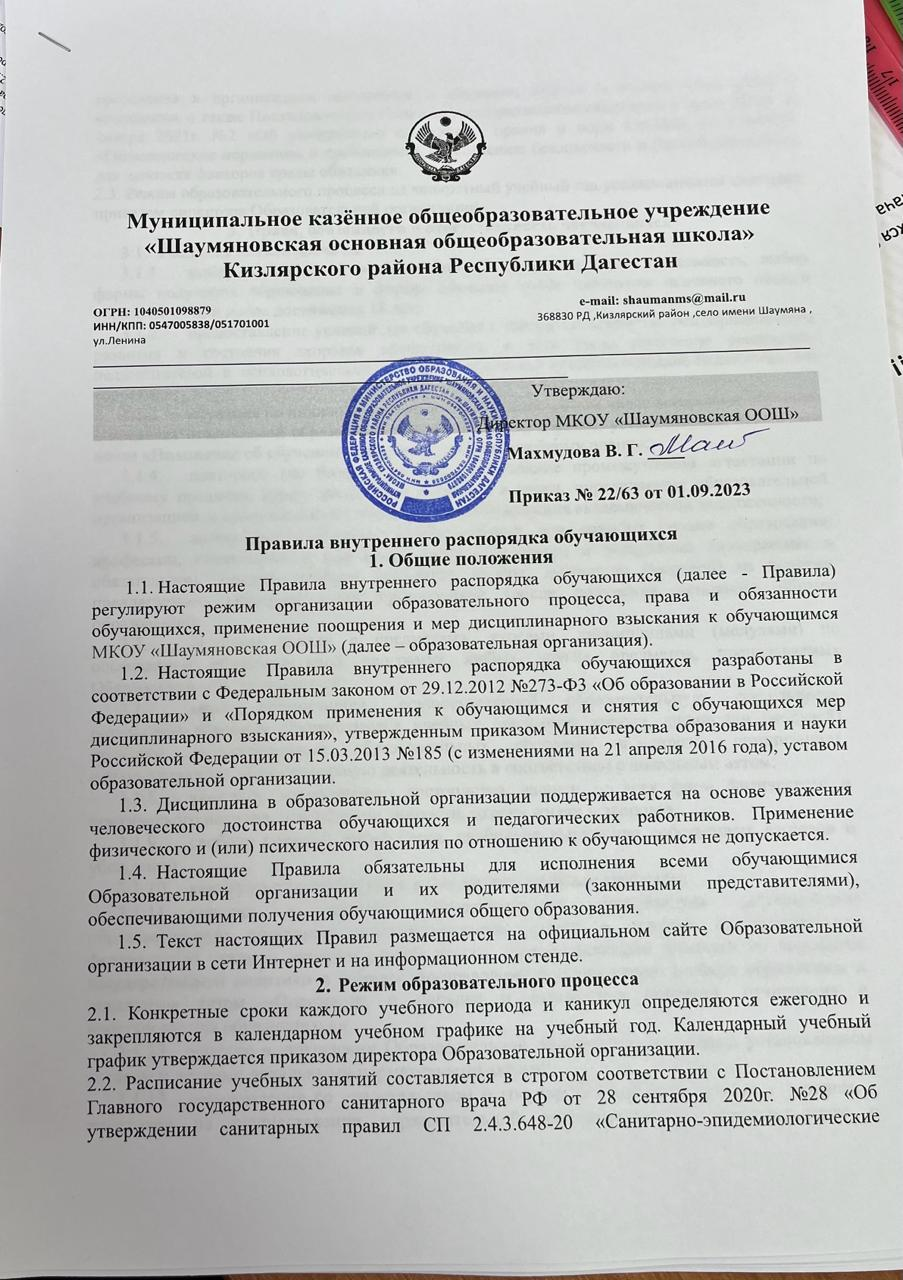 Муниципальное казённое общеобразовательное учреждение
«Шаумяновская основная общеобразовательная школа»
Кизлярского района Республики Дагестан
ОГРН: 1040501098879
ИНН/КПП: 0547005838/051701001
ул.Ленина
e-mail: shaumanms@mail.ru
368830 РД ,Кизлярский район ,село имени Шаумяна ,
Утверждаю:
Директор МКОУ «Шаумяновская ООШ»
Махмудова В. Г.
Приказ № 22/63 от 01.09.2023
Правила внутреннего распорядка обучающихся
1. Общие положения
1.1. Настоящие Правила внутреннего распорядка обучающихся (далее - Правила)
регулируют режим организации образовательного процесса, права и обязанности
обучающихся, применение поощрения и мер дисциплинарного взыскания к обучающимся
МКОУ «Шаумяновская ООШ» (далее – образовательная организация).
1.2. Настоящие Правила внутреннего распорядка обучающихся разработаны в
соответствии с Федеральным законом от 29.12.2012 №273-ФЗ «Об образовании в Российской
Федерации» и «Порядком применения к обучающимся и снятия с обучающихся мер
дисциплинарного взыскания», утвержденным приказом Министерства образования и науки
Российской Федерации от 15.03.2013 №185 (с изменениями на 21 апреля 2016 года), уставом
образовательной организации.
1.3. Дисциплина в образовательной организации поддерживается на основе уважения
человеческого достоинства обучающихся и педагогических работников. Применение
физического и (или) психического насилия по отношению к обучающимся не допускается.
1.4. Настоящие Правила обязательны для исполнения всеми обучающимися
Образовательной организации и их родителями (законными представителями),
обеспечивающими получения обучающимися общего образования.
1.5. Текст настоящих Правил размещается на официальном сайте Образовательной
организации в сети Интернет и на информационном стенде.
2. Режим образовательного процесса
2.1. Конкретные сроки каждого учебного периода и каникул определяются ежегодно и
закрепляются в календарном учебном графике на учебный год. Календарный учебный
график утверждается приказом директора Образовательной организации.
2.2. Расписание учебных занятий составляется в строгом соответствии с Постановлением
Главного государственного санитарного врача РФ от 28 сентября 2020г. №28 «Об
утверждении санитарных правил СП 2.4.3.648-20 «Санитарно-эпидемиологические